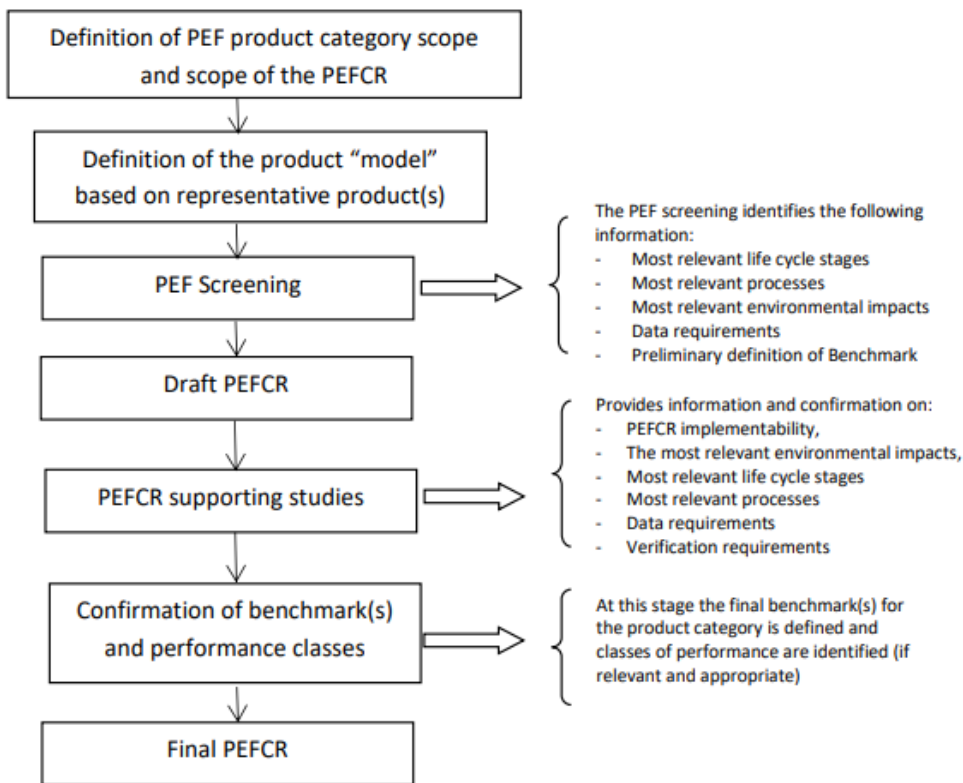 Definition of PEF product category scope
and scope of the PEFCR
Definition of the product “model”
based on representative product(s)
PEF Screening
The PEF screening identifies the following
information:
- Most relevant life cycle stages
- Most relevant processes
- Most relevant environmental impacts
- Data requirements
- Preliminary definition of Benchmark
Draft PEFCR
PEFCR supporting studies
Provides information and confirmation on:
- PEFCR implementability,
- The most relevant environmental impacts,
- Most relevant life cycle stages
- Most relevant processes
- Data requirements
- Verification requirements
Confirmation of benchmark(s)
and performance classes
At this stage the final benchmark(s) for
the product category is defined and
classes of performance are identified (if
relevant and appropriate)
Final PEFCR